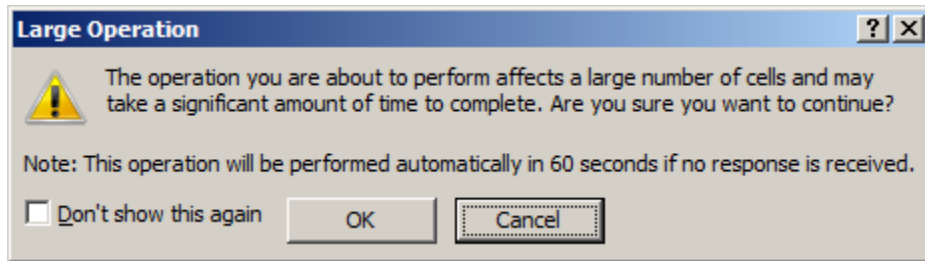 Large Operation
The operation you are about to perform affects a large number of cells and may
take a significant amount of time to complete. Are you sure you want to continue?
Note: This operation will be performed automatically in 60 seconds if no response is received.
Don't show this again OK Cancel